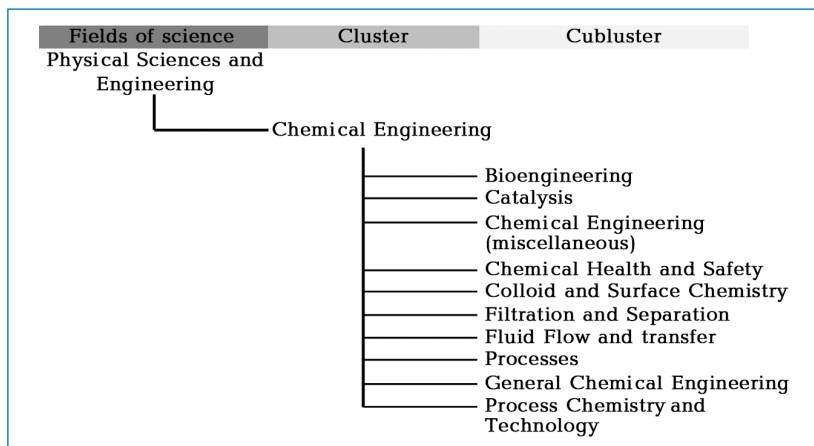 Fields of science Cluster Cubluster
Physical Sciences and
Engineering
Chemical Engineering
Bioengineering
Catalysis
Chemical Engineering
(miscellaneous)
Chemical Health and Safety
Colloid and Surface Chemistry
Filtration and Separation
Fluid Flow and transfer
Processes
General Chemical Engineering
Process Chemistry and
Technology